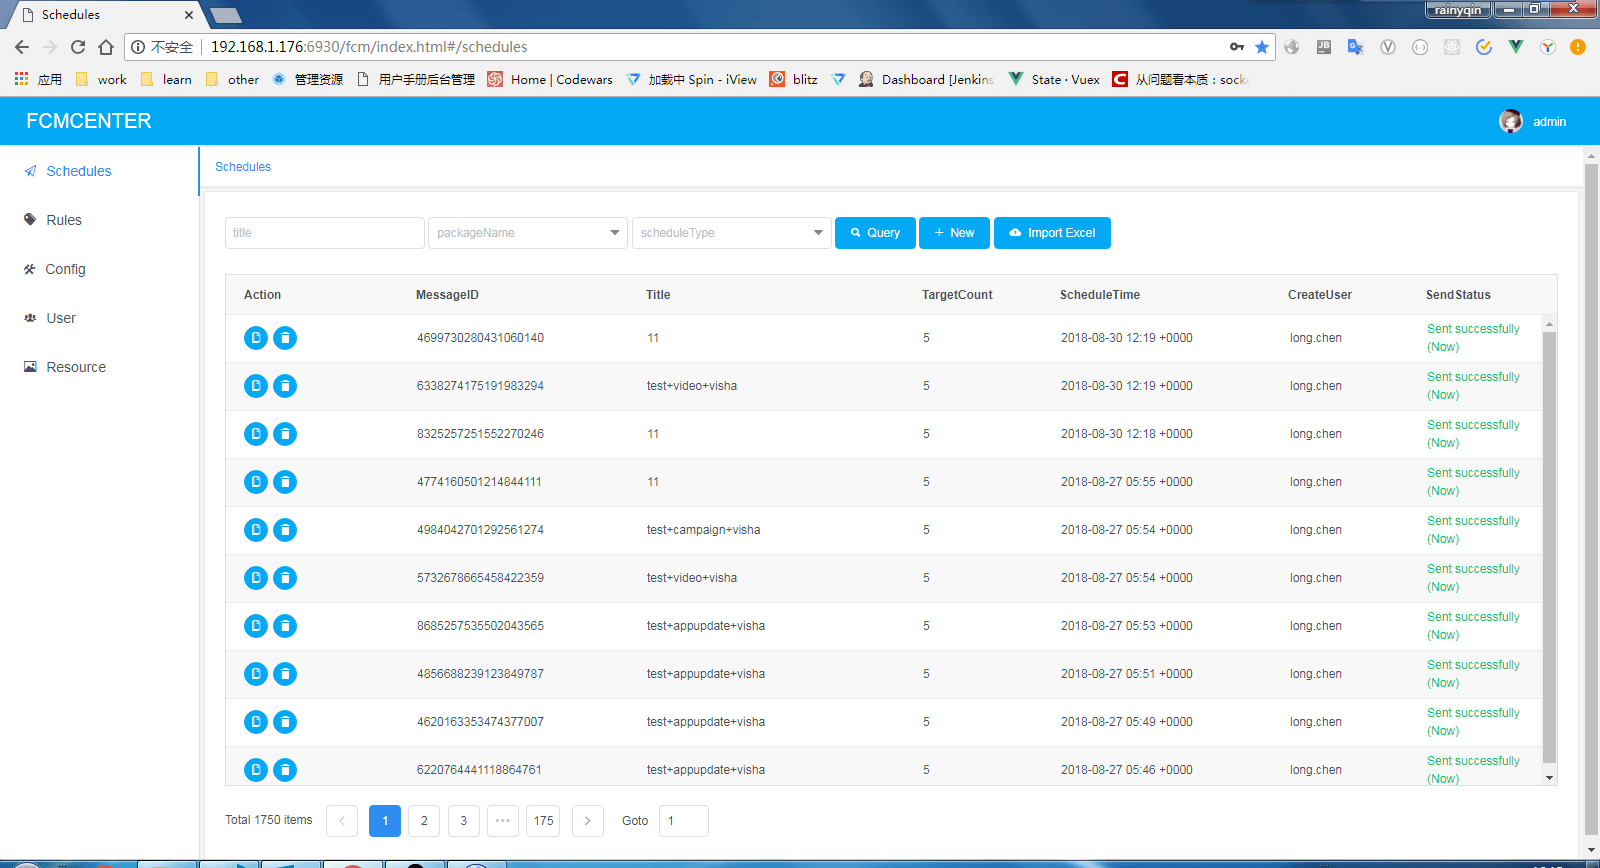 Schedules
rainyqin
不安全 192.168.1.176:6930/fcm/index.html#/schedules
应用 work learn other 管理资源 用户手册后台管理 Home | Codewars 加载中 Spin - iView blitz Dashboard [Jenkins State · Vuex 从问题看本质：sock
FCMCENTER admin
Schedules
Rules
Config
User
Resource
Schedules
title packageName scheduleType Query New Import Excel
Action MessageID Title TargetCount ScheduleTime CreateUser SendStatus
4699730280431060140 11 5 2018-08-30 12:19 +0000 long.chen Sent successfully
(Now)
6338274175191983294 test+video+visha 5 2018-08-30 12:19 +0000 long.chen Sent successfully
(Now)
8325257251552270246 11 5 2018-08-30 12:18 +0000 long.chen Sent successfully
(Now)
4774160501214844111 11 5 2018-08-27 05:55 +0000 long.chen Sent successfully
(Now)
4984042701292561274 test+campaign+visha 5 2018-08-27 05:54 +0000 long.chen Sent successfully
(Now)
5732678665458422359 test+video+visha 5 2018-08-27 05:54 +0000 long.chen Sent successfully
(Now)
8685257535502043565 test+appupdate+visha 5 2018-08-27 05:53 +0000 long.chen Sent successfully
(Now)
4856688239123849787 test+appupdate+visha 5 2018-08-27 05:51 +0000 long.chen Sent successfully
(Now)
4620163353474377007 test+appupdate+visha 5 2018-08-27 05:49 +0000 long.chen Sent successfully
(Now)
6220764441118864761 test+appupdate+visha 5 2018-08-27 05:46 +0000 long.chen Sent successfully
(Now)
Total 1750 items 1 2 3 ••• 175 Goto 1